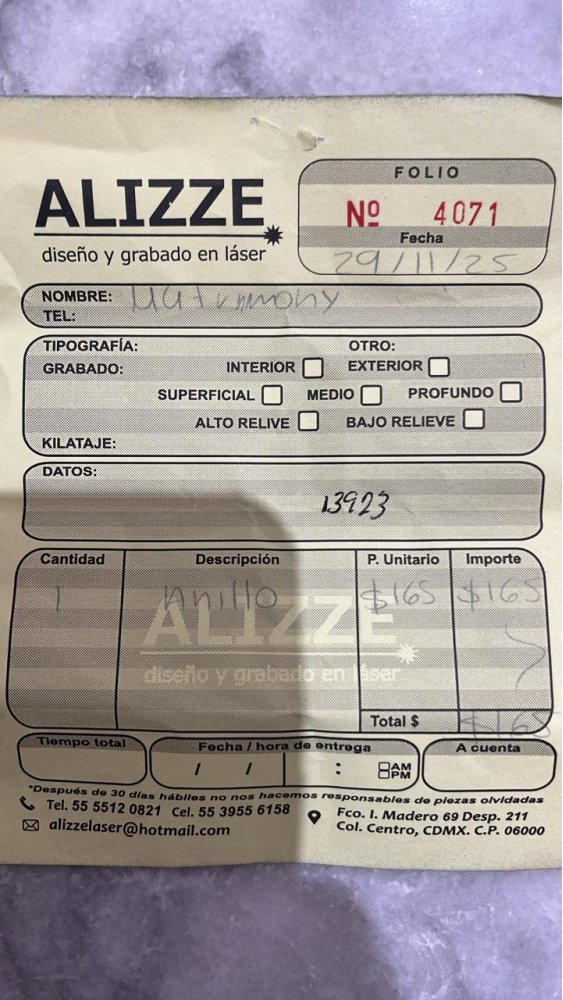 ALIZZE
diseño y grabado en láser
FOLIO
Nº 4071
Fecha
29/11/25
NOMBRE: Matrimony
TEL:
TIPOGRAFÍA: OTRO:
GRABADO: INTERIOR EXTERIOR
SUPERFICIAL MEDIO PROFUNDO
ALTO RELIVE BAJO RELIEVE
KILATAJE:
DATOS:
13923
Cantidad Descripción P. Unitario Importe
1 Anillo $165 $165
ALIZZE
diseño y grabado en láser
Total $ $165
Tiempo total Fecha / hora de entrega A cuenta
/ / : AM
PM
*Después de 30 días hábiles no nos hacemos responsables de piezas olvidadas
Tel. 55 5512 0821 Cel. 55 3955 6158
alizzelaser@hotmail.com
Fco. I. Madero 69 Desp. 211
Col. Centro, CDMX. C.P. 06000